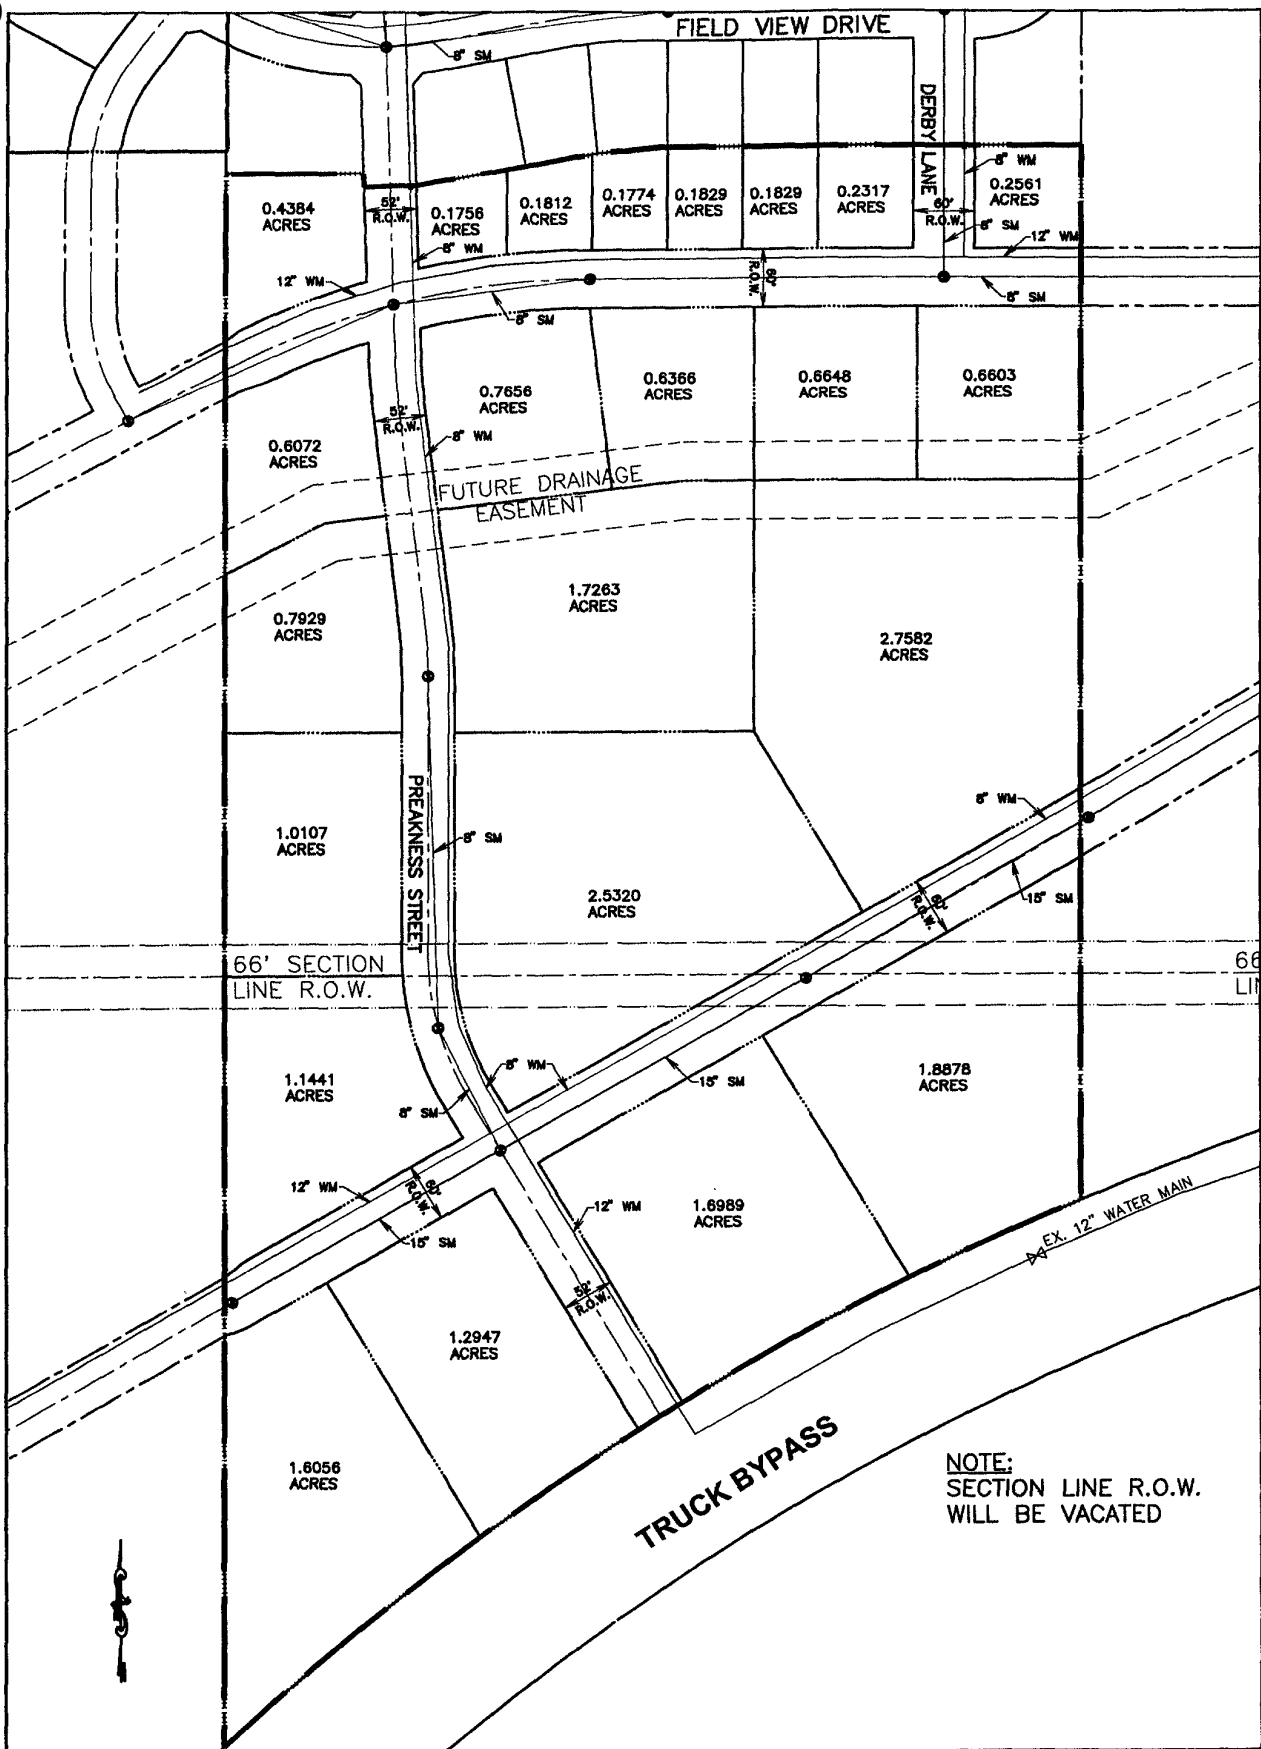 FIELD VIEW DRIVE
8" SM
DERBY LANE
8" WM
0.4384
ACRES
52'
R.O.W.
0.1756
ACRES
0.1812
ACRES
0.1774
ACRES
0.1829
ACRES
0.1829
ACRES
0.2317
ACRES
60'
R.O.W.
0.2561
ACRES
8" SM
12" WM
8" WM
12" WM
60'
R.O.W.
8" SM
8" SM
0.7656
ACRES
0.6366
ACRES
0.6648
ACRES
0.6603
ACRES
52'
R.O.W.
0.6072
ACRES
8" WM
FUTURE DRAINAGE
EASEMENT
0.7929
ACRES
1.7263
ACRES
2.7582
ACRES
PREAKNESS STREET
8" WM
1.0107
ACRES
8" SM
2.5320
ACRES
60'
R.O.W.
15" SM
66' SECTION
LINE R.O.W.
66
LIN
1.1441
ACRES
8" WM
15" SM
1.8878
ACRES
8" SM
12" WM
60'
R.O.W.
12" WM
1.6989
ACRES
EX. 12" WATER MAIN
15" SM
52'
R.O.W.
1.2947
ACRES
1.6056
ACRES
TRUCK BYPASS
NOTE:
SECTION LINE R.O.W.
WILL BE VACATED